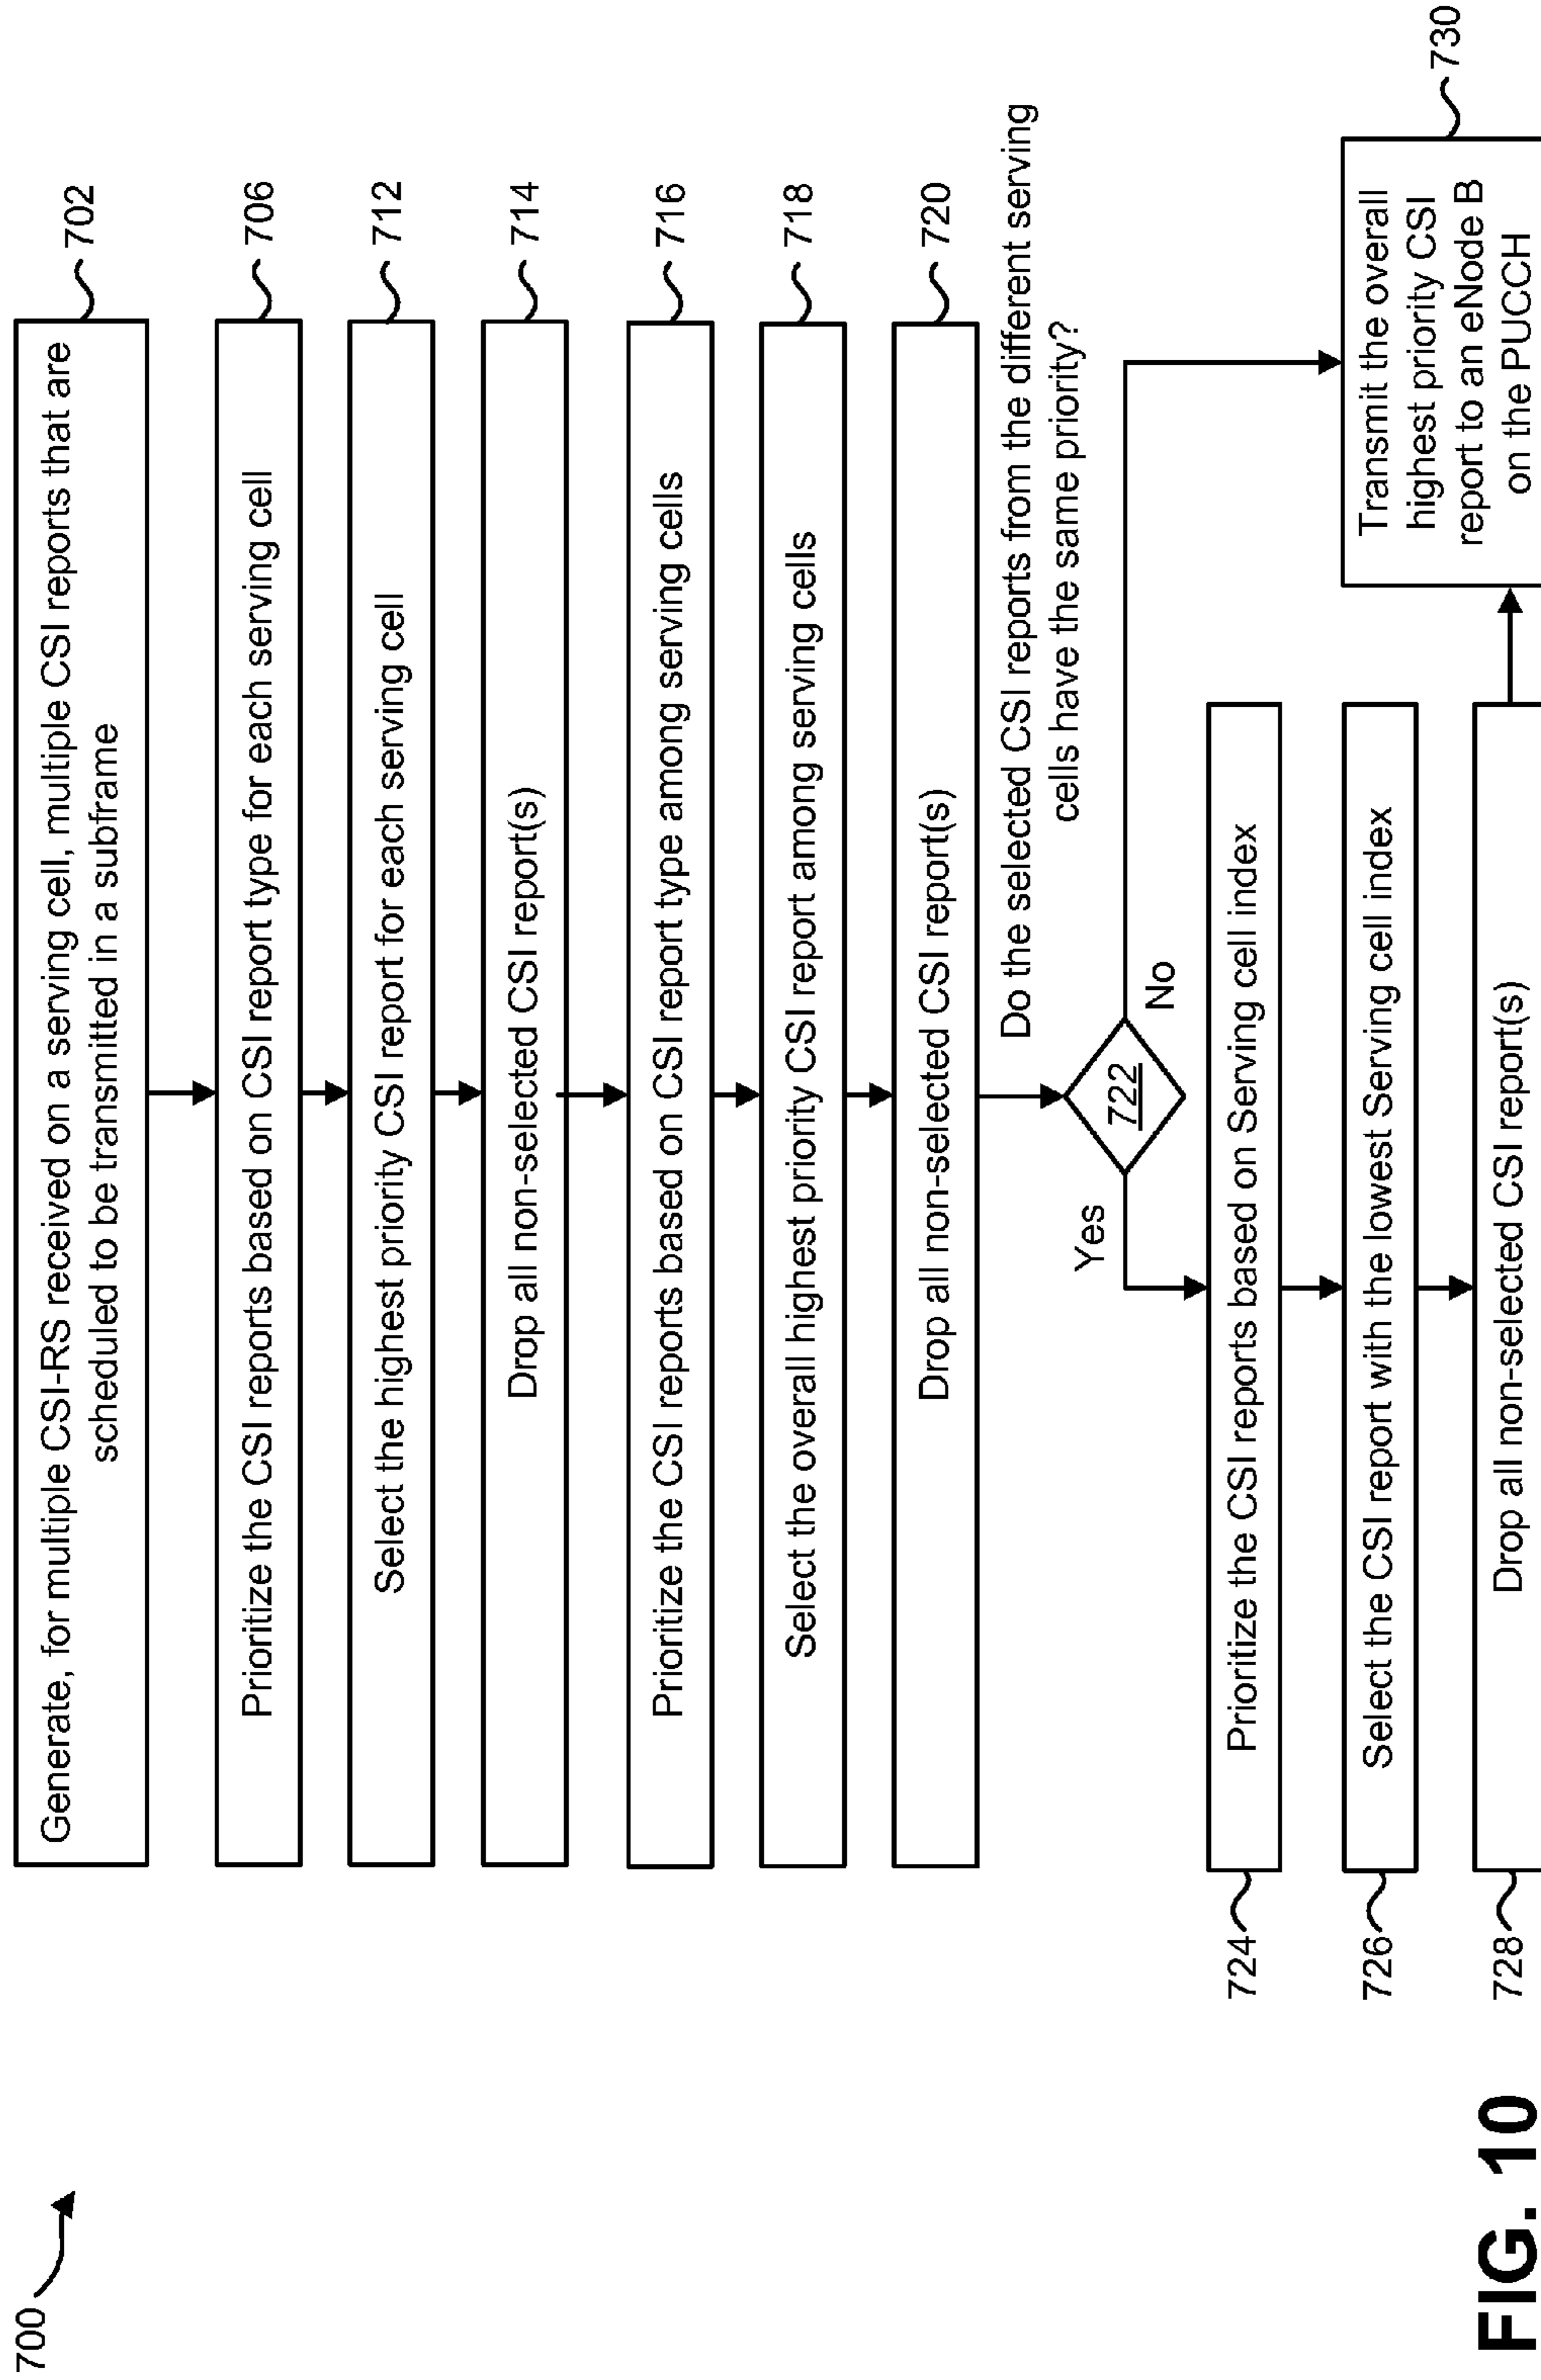 700
Generate, for multiple CSI-RS received on a serving cell, multiple CSI reports that are
scheduled to be transmitted in a subframe
702
Prioritize the CSI reports based on CSI report type for each serving cell
706
Select the highest priority CSI report for each serving cell
712
Drop all non-selected CSI report(s)
714
Prioritize the CSI reports based on CSI report type among serving cells
716
Select the overall highest priority CSI report among serving cells
718
Drop all non-selected CSI report(s)
720
Do the selected CSI reports from the different serving
cells have the same priority?
722
Yes
No
724
Prioritize the CSI reports based on Serving cell index
726
Select the CSI report with the lowest Serving cell index
728
Drop all non-selected CSI report(s)
Transmit the overall
highest priority CSI
report to an eNode B
on the PUCCH
730
FIG. 10